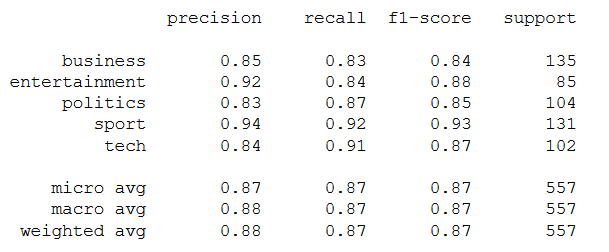 precision recall f1-score support
business 0.85 0.83 0.84 135
entertainment 0.92 0.84 0.88 85
politics 0.83 0.87 0.85 104
sport 0.94 0.92 0.93 131
tech 0.84 0.91 0.87 102
micro avg 0.87 0.87 0.87 557
macro avg 0.88 0.87 0.87 557
weighted avg 0.88 0.87 0.87 557